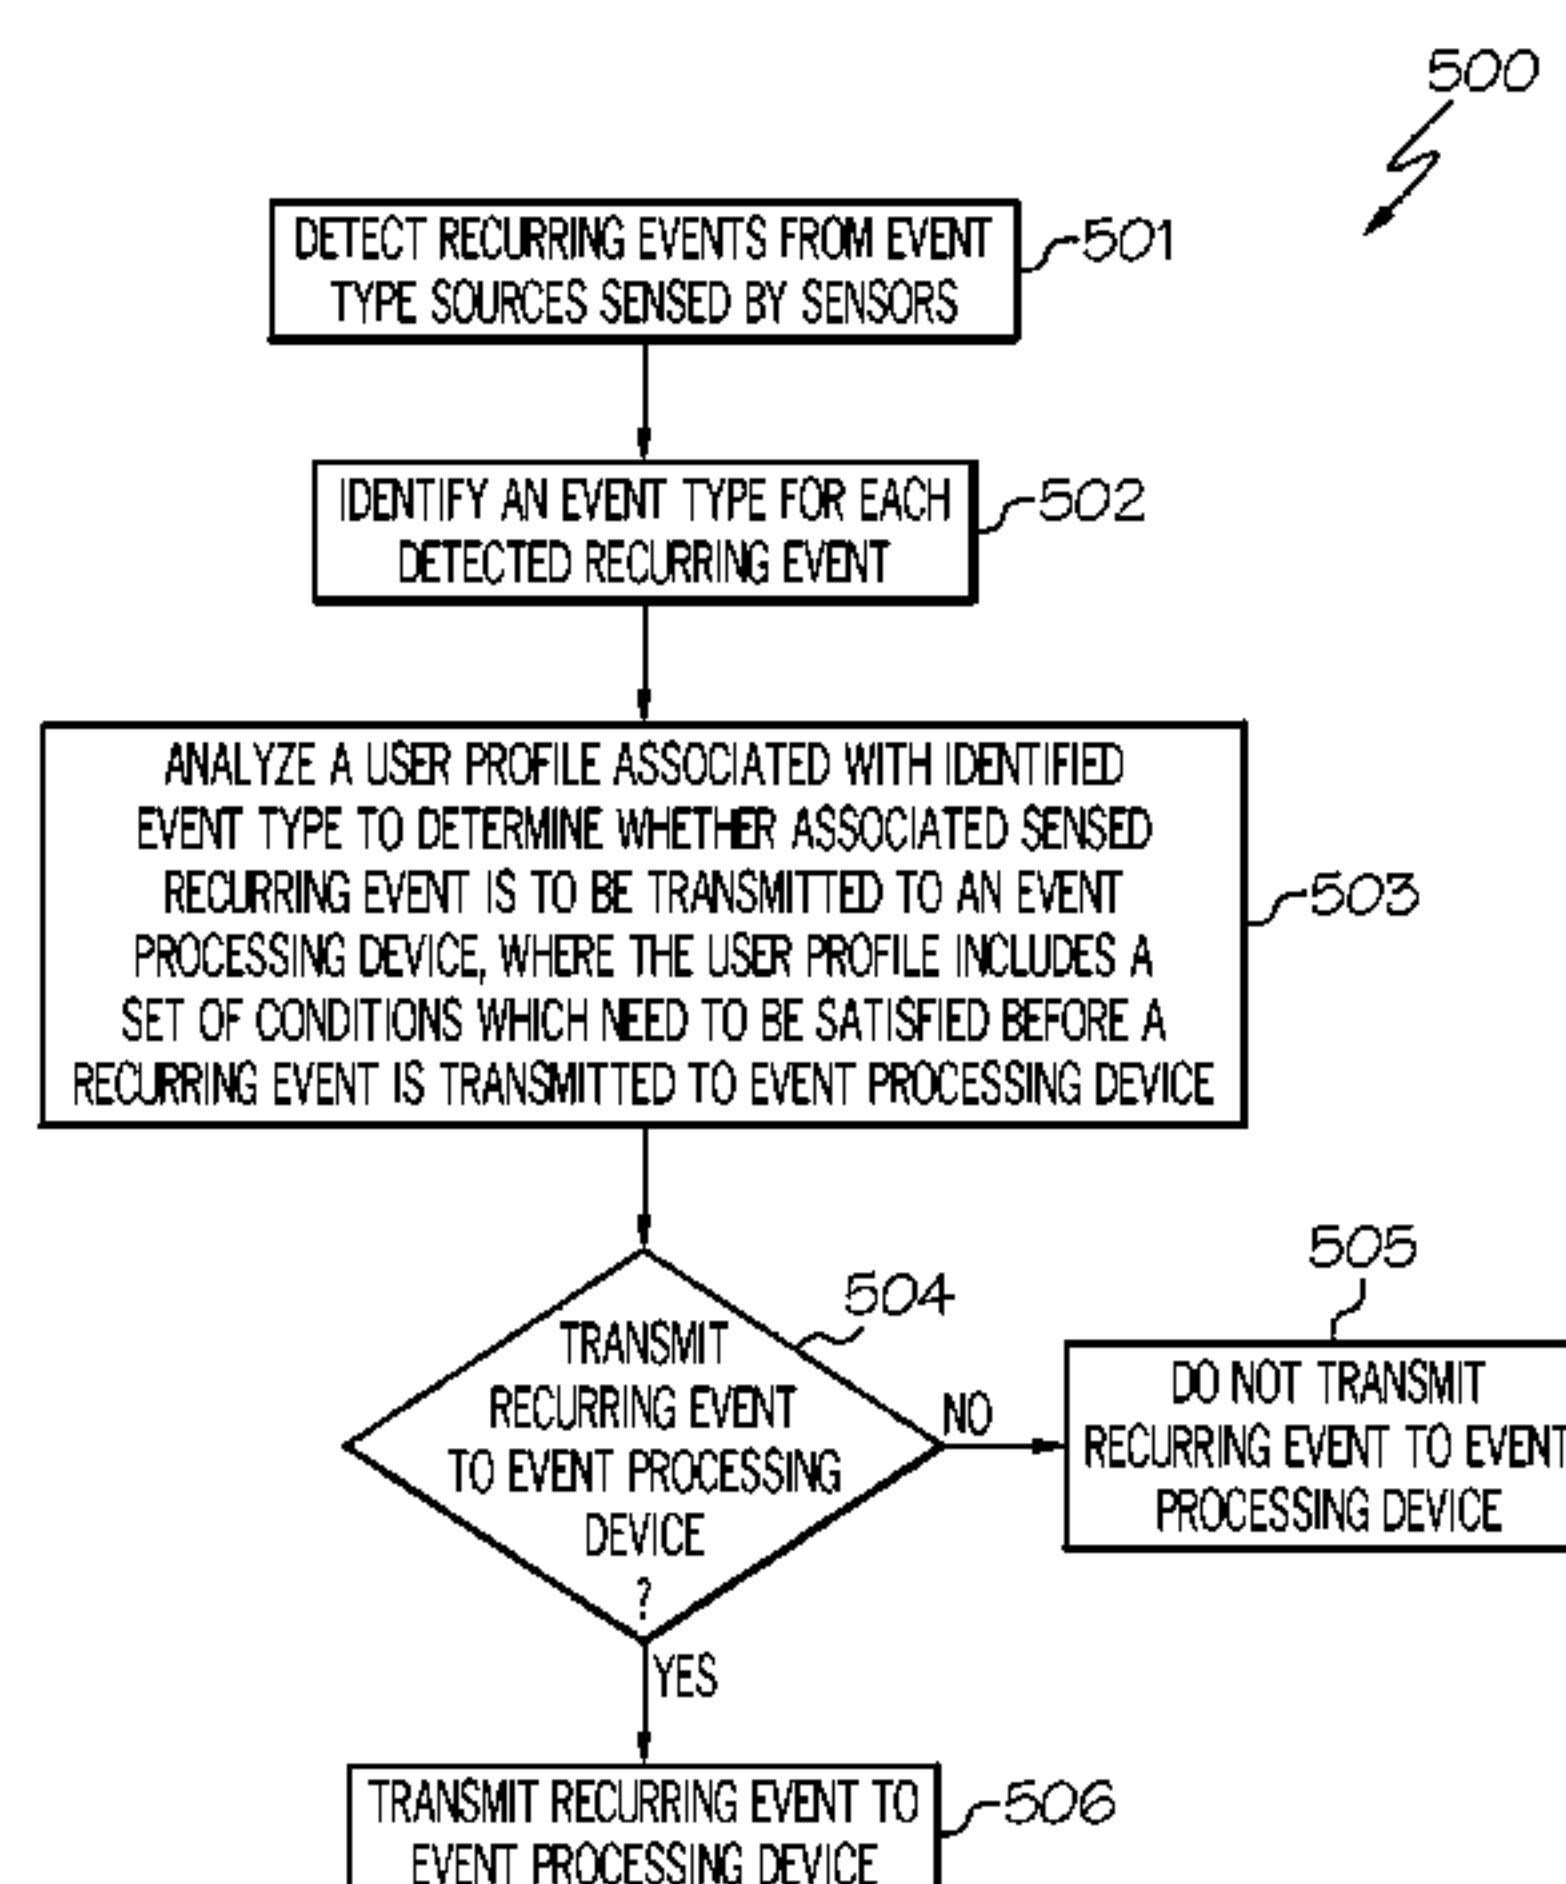 500
DETECT RECURRING EVENTS FROM EVENT
TYPE SOURCES SENSED BY SENSORS
501
IDENTIFY AN EVENT TYPE FOR EACH
DETECTED RECURRING EVENT
502
ANALYZE A USER PROFILE ASSOCIATED WITH IDENTIFIED
EVENT TYPE TO DETERMINE WHETHER ASSOCIATED SENSED
RECURRING EVENT IS TO BE TRANSMITTED TO AN EVENT
PROCESSING DEVICE, WHERE THE USER PROFILE INCLUDES A
SET OF CONDITIONS WHICH NEED TO BE SATISFIED BEFORE A
RECURRING EVENT IS TRANSMITTED TO EVENT PROCESSING DEVICE
503
504
TRANSMIT
RECURRING EVENT
TO EVENT PROCESSING
DEVICE
?
NO
505
DO NOT TRANSMIT
RECURRING EVENT TO EVENT
PROCESSING DEVICE
YES
TRANSMIT RECURRING EVENT TO
EVENT PROCESSING DEVICE
506